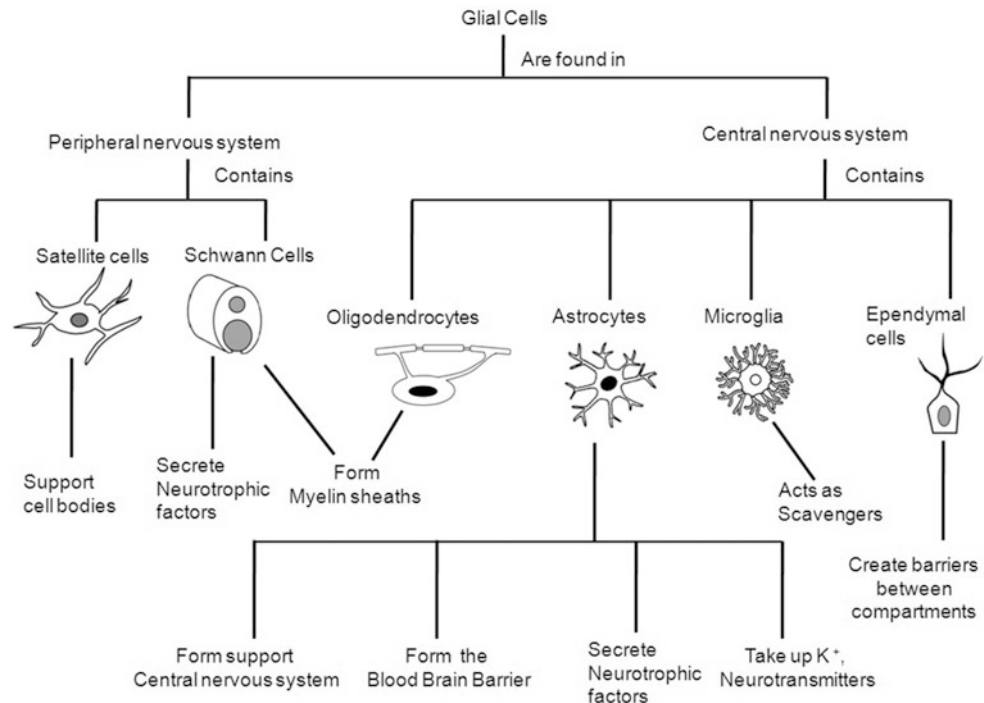 Glial Cells
Are found in
Peripheral nervous system
Central nervous system
Contains
Contains
Satellite cells
Schwann Cells
Oligodendrocytes
Astrocytes
Microglia
Ependymal
cells
Support
cell bodies
Secrete
Neurotrophic
factors
Form
Myelin sheaths
Acts as
Scavengers
Create barriers
between
compartments
Form support
Central nervous system
Form the
Blood Brain Barrier
Secrete
Neurotrophic
factors
Take up K⁺,
Neurotransmitters